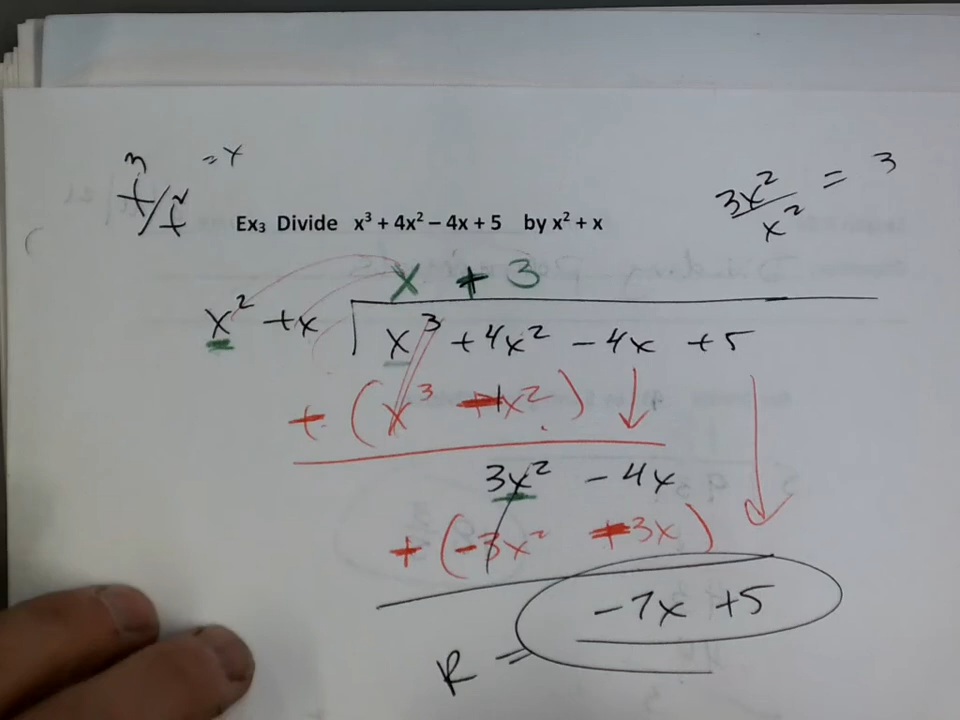 x³/x² = x
3x²/x² = 3
Ex3 Divide x³ + 4x² – 4x + 5 by x² + x
x + 3
x² + x x³ + 4x² - 4x + 5
+ (x³ + x²)
3x² - 4x
+ (-3x² - 3x)
-7x + 5
R =